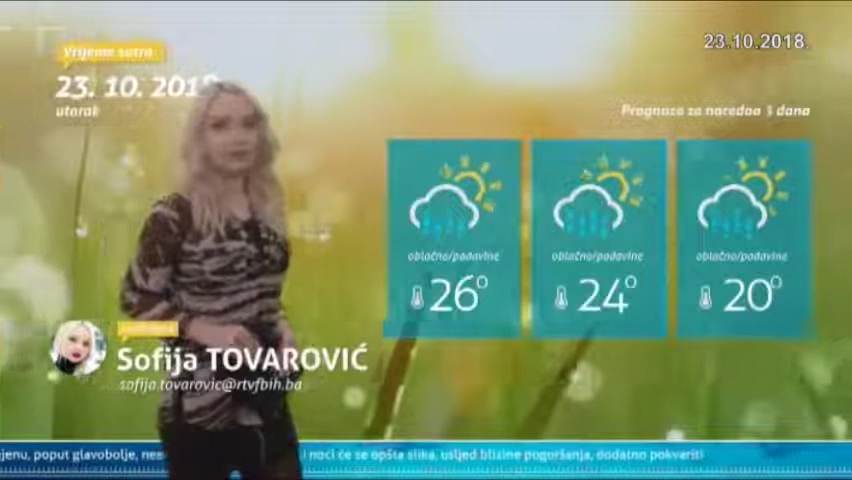 Vrijeme sutra
23.10.2018
23. 10. 2018
utorak
Prognoza za naredna 3 dana
oblačno/padavine
oblačno/padavine
oblačno/padavine
26°
24°
20°
Sofija TOVAROVIĆ
sofija.tovarovic@rtvfbih.ba
jenu, poput glavobolje, nes
i noći će se opšta slika, usljed blizine pogoršanja, dodatno pokvariti